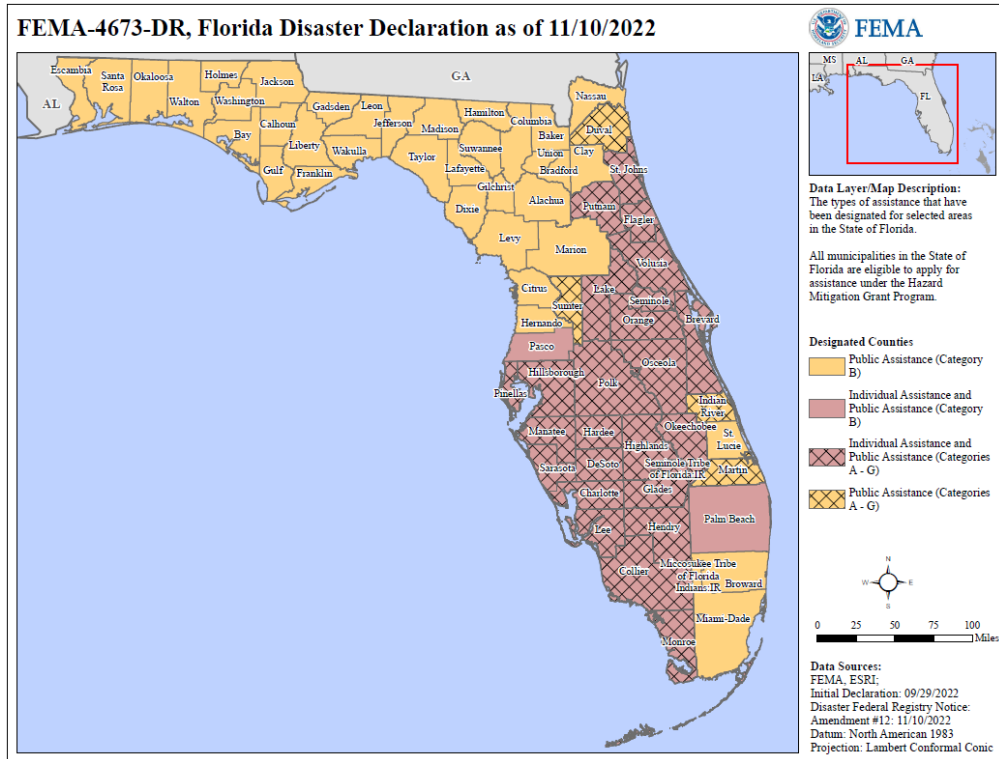 FEMA-4673-DR, Florida Disaster Declaration as of 11/10/2022
FEMA
Escambia
Santa
Rosa
Okaloosa
Walton
Holmes
Washington
Jackson
Bay
Calhoun
Gulf
Liberty
Franklin
Gadsden
Leon
Wakulla
Jefferson
Madison
Taylor
Hamilton
Suwannee
Lafayette
Columbia
Dixie
Gilchrist
Baker
Union
Bradford
Nassau
Duval
Clay
St. Johns
Alachua
Putnam
Flagler
Levy
Marion
Volusia
Citrus
Sumter
Lake
Seminole
Hernando
Orange
Brevard
Pasco
Osceola
Hillsborough
Pinellas
Polk
Indian
River
Manatee
Hardee
Okeechobee
Highlands
St.
Lucie
Sarasota
DeSoto
Seminole Tribe
of Florida IR
Martin
Charlotte
Glades
Lee
Hendry
Palm Beach
Collier
Miccosukee Tribe
of Florida
Indians IR
Broward
Miami-Dade
Monroe
AL
GA
MS
AL
GA
LA
FL
Data Layer/Map Description:
The types of assistance that have
been designated for selected areas
in the State of Florida.
All municipalities in the State of
Florida are eligible to apply for
assistance under the Hazard
Mitigation Grant Program.
Designated Counties
Public Assistance (Category
B)
Individual Assistance and
Public Assistance (Category
B)
Individual Assistance and
Public Assistance (Categories
A - G)
Public Assistance (Categories
A - G)
N
W
E
S
0 25 50 75 100
Miles
Data Sources:
FEMA, ESRI;
Initial Declaration: 09/29/2022
Disaster Federal Registry Notice:
Amendment #12: 11/10/2022
Datum: North American 1983
Projection: Lambert Conformal Conic